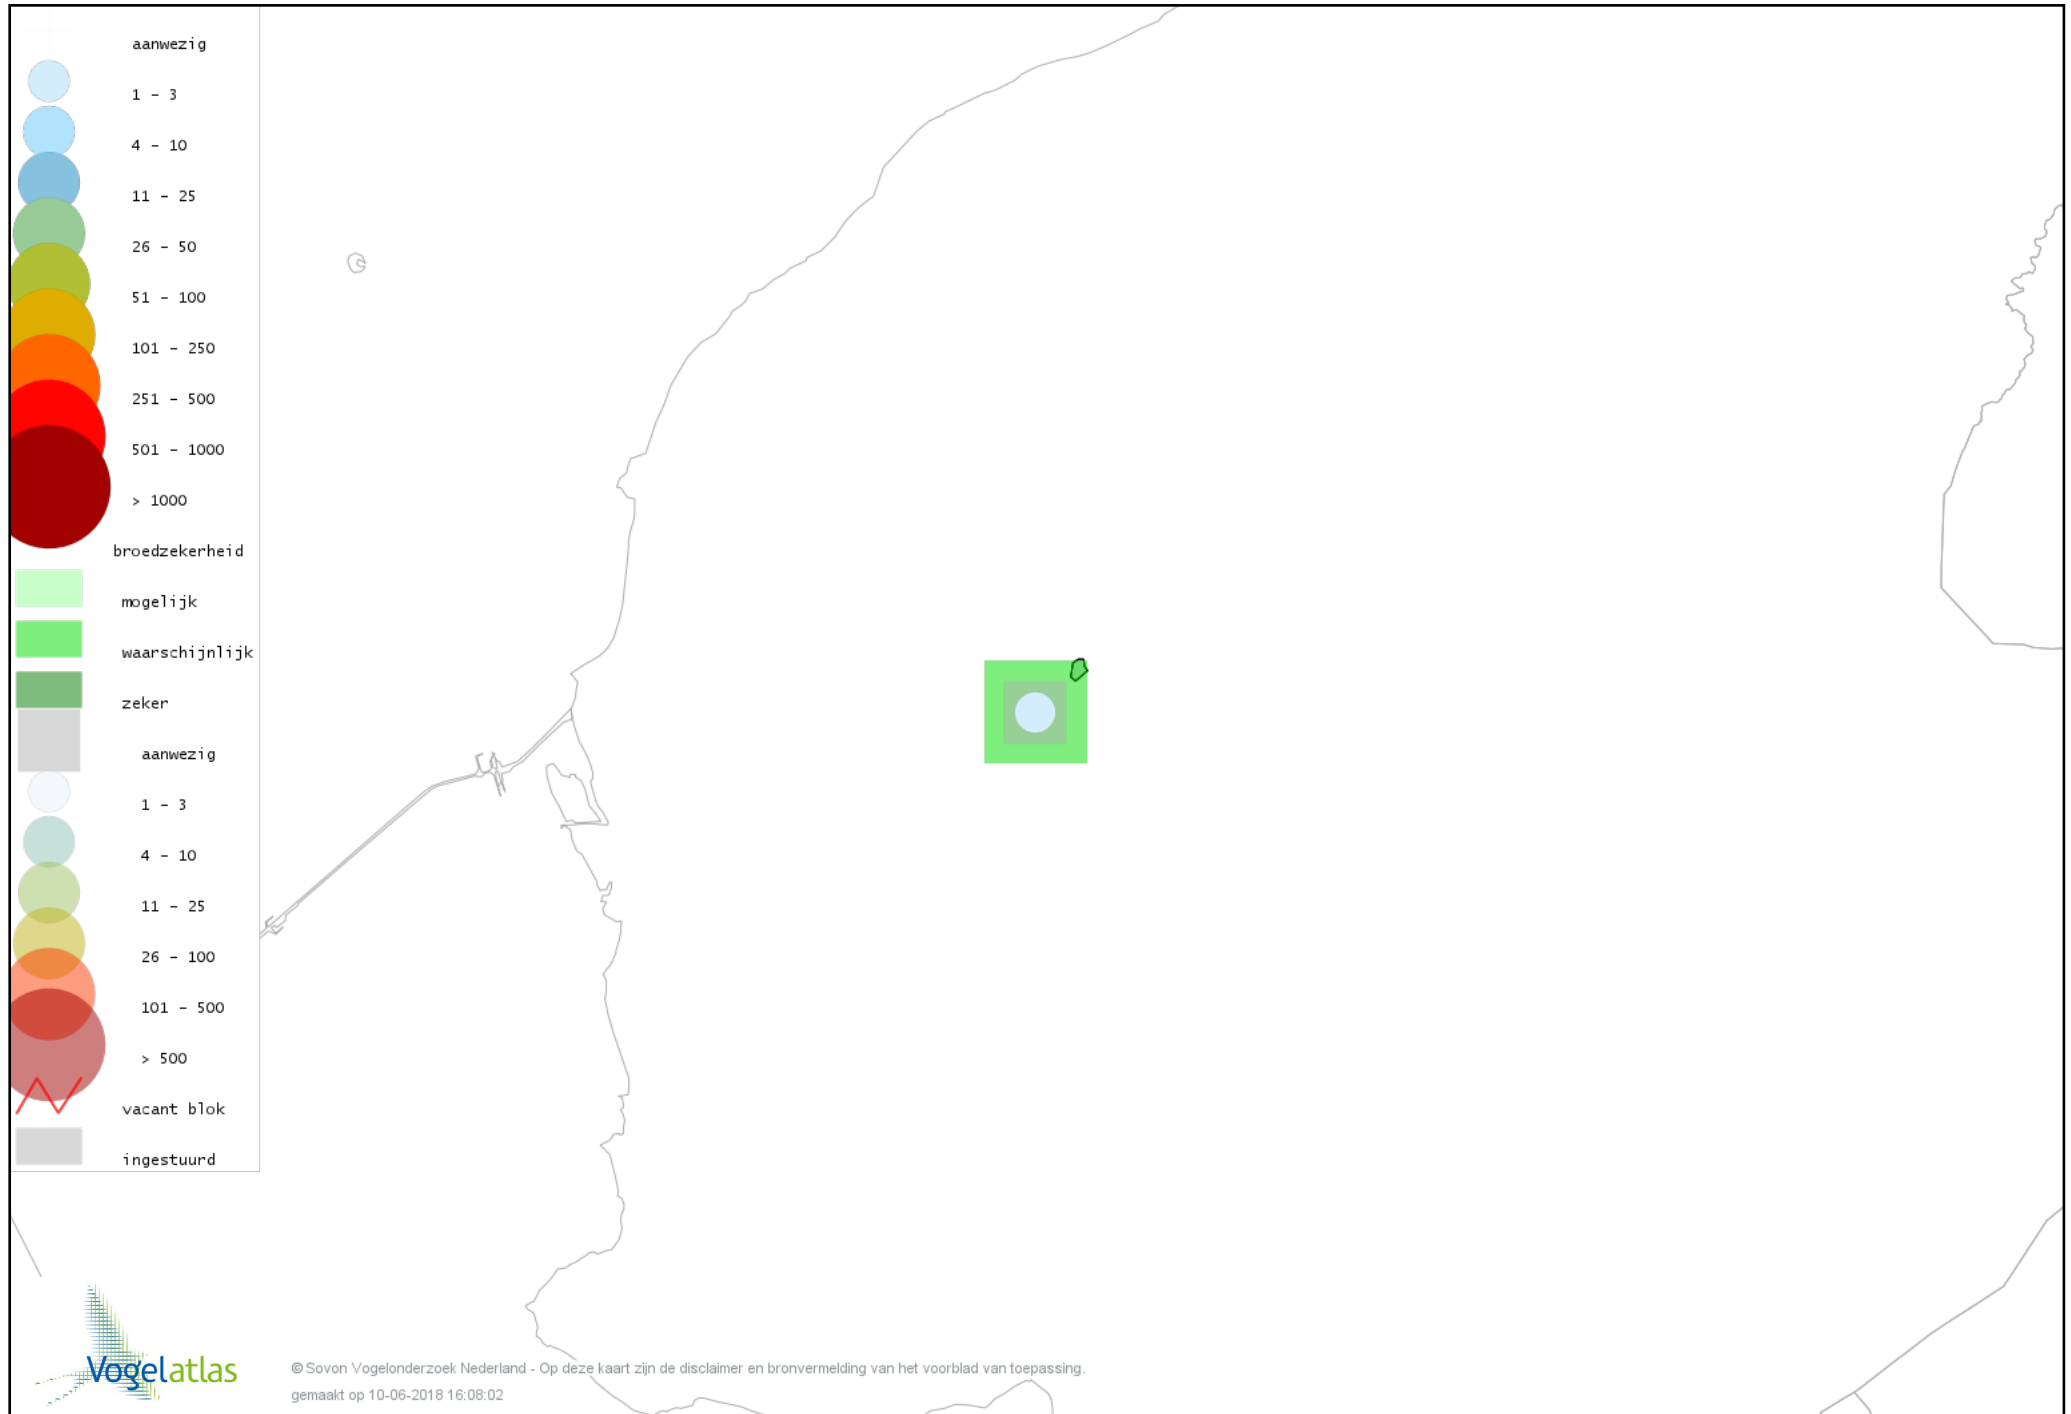 aanwezig
1 - 3
4 - 10
11 - 25
26 - 50
51 - 100
101 - 250
251 - 500
501 - 1000
> 1000
broedzekerheid
mogelijk
waarschijnlijk
zeker
aanwezig
1 - 3
4 - 10
11 - 25
26 - 100
101 - 500
> 500
vacant blok
ingestuurd
Vogelatlas
© Sovon Vogelonderzoek Nederland - Op deze kaart zijn de disclaimer en bronvermelding van het voorblad van toepassing.
gemaakt op 10-06-2018 16:08:02